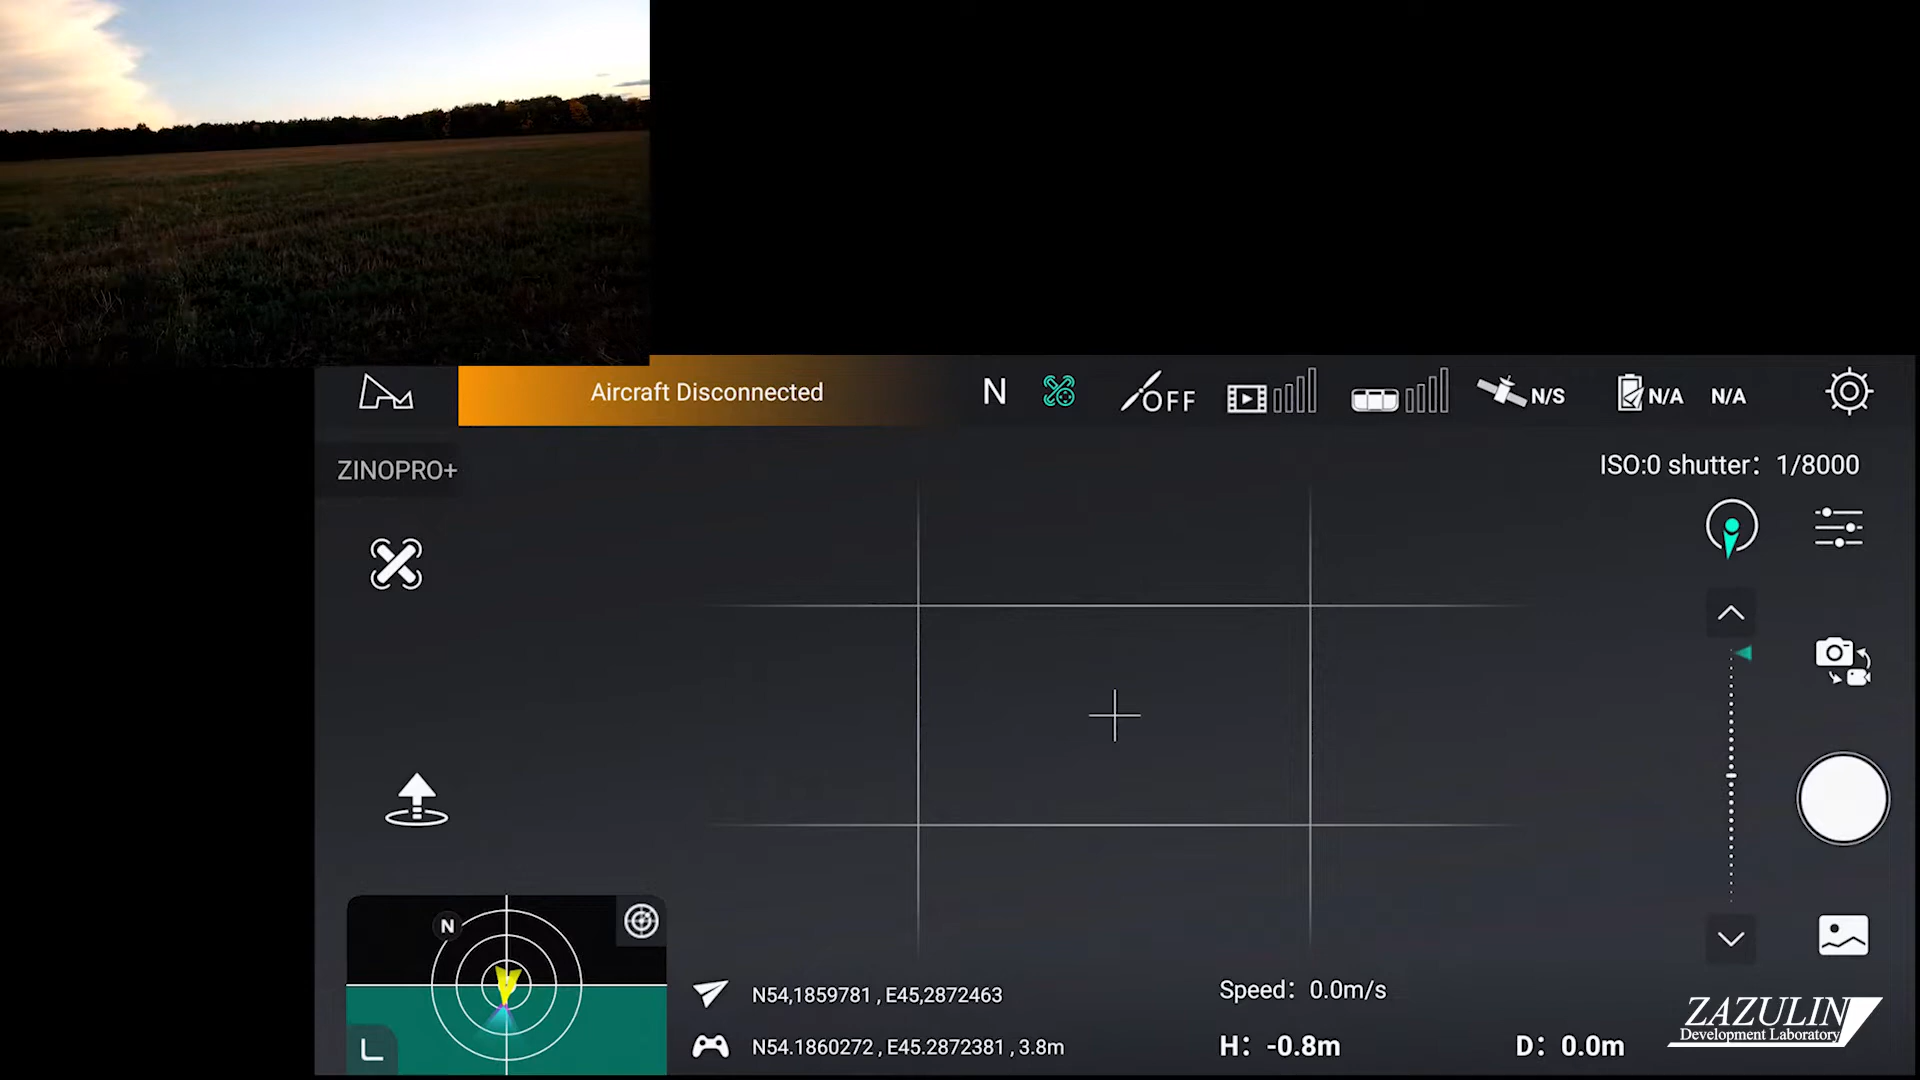 Aircraft Disconnected
N
OFF
N/S
N/A
N/A
ZINOPRO+
ISO:0 shutter: 1/8000
N
L
N54,1859781 , E45,2872463
Speed: 0.0m/s
N54.1860272 , E45.2872381 , 3.8m
H: -0.8m
D: 0.0m
ZAZULIN
Development Laboratory